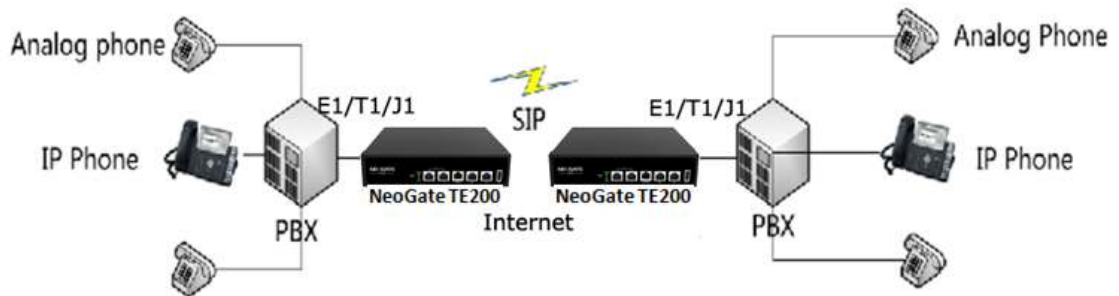 Analog phone
Analog Phone
E1/T1/J1
SIP
E1/T1/J1
IP Phone
IP Phone
NeoGate TE200
NeoGate TE200
PBX
Internet
PBX